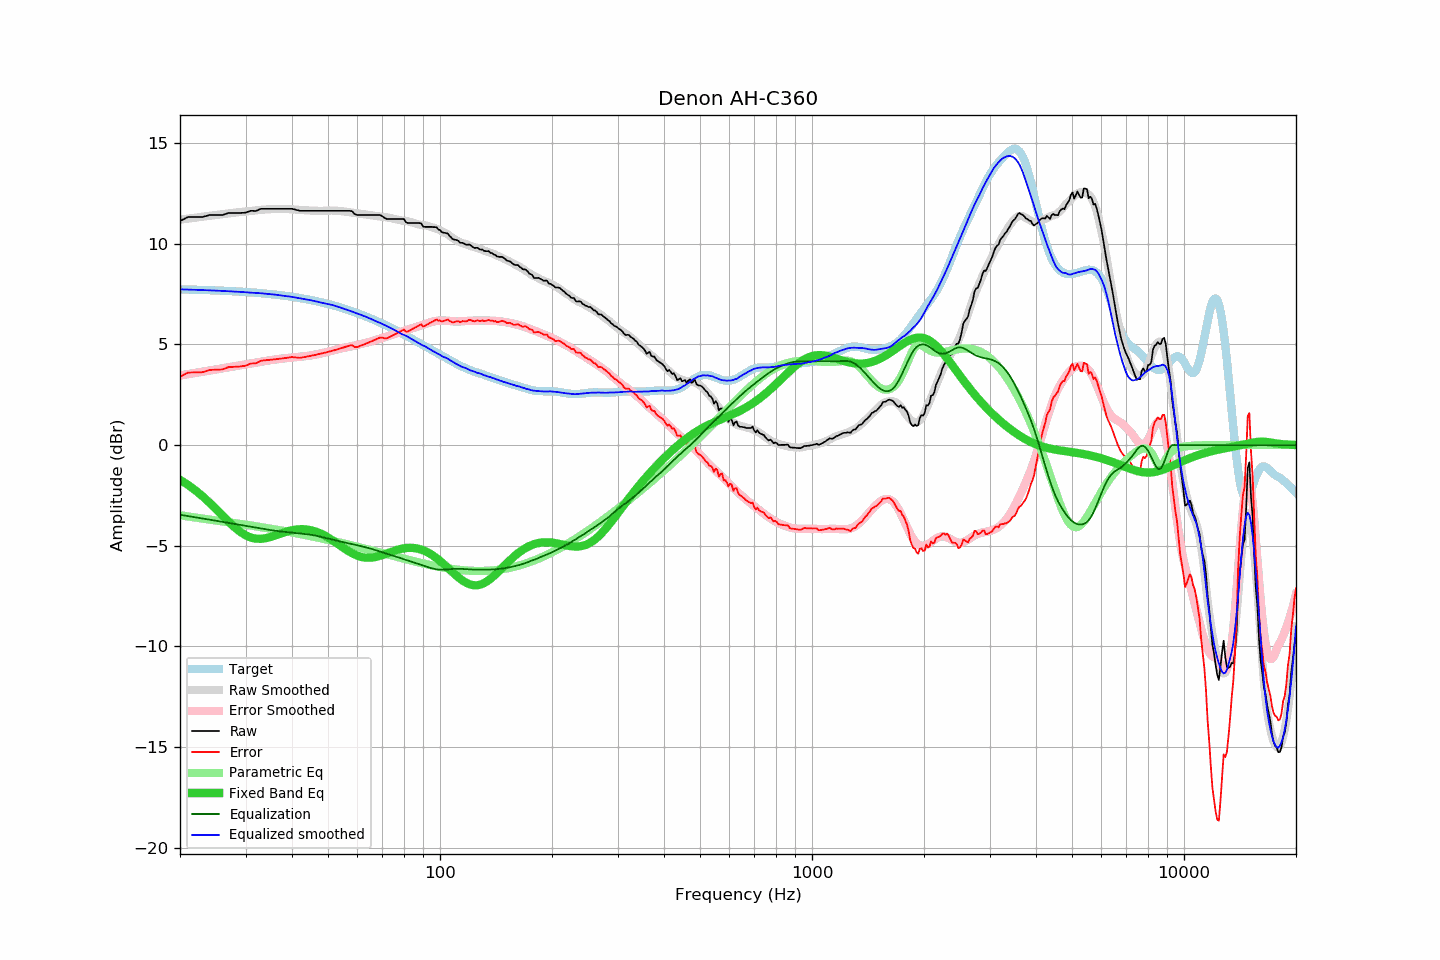 Denon AH-C360
Amplitude (dBr)
15
10
5
0
−5
−10
−15
−20
Target
Raw Smoothed
Error Smoothed
Raw
Error
Parametric Eq
Fixed Band Eq
Equalization
Equalized smoothed
100
1000
10000
Frequency (Hz)